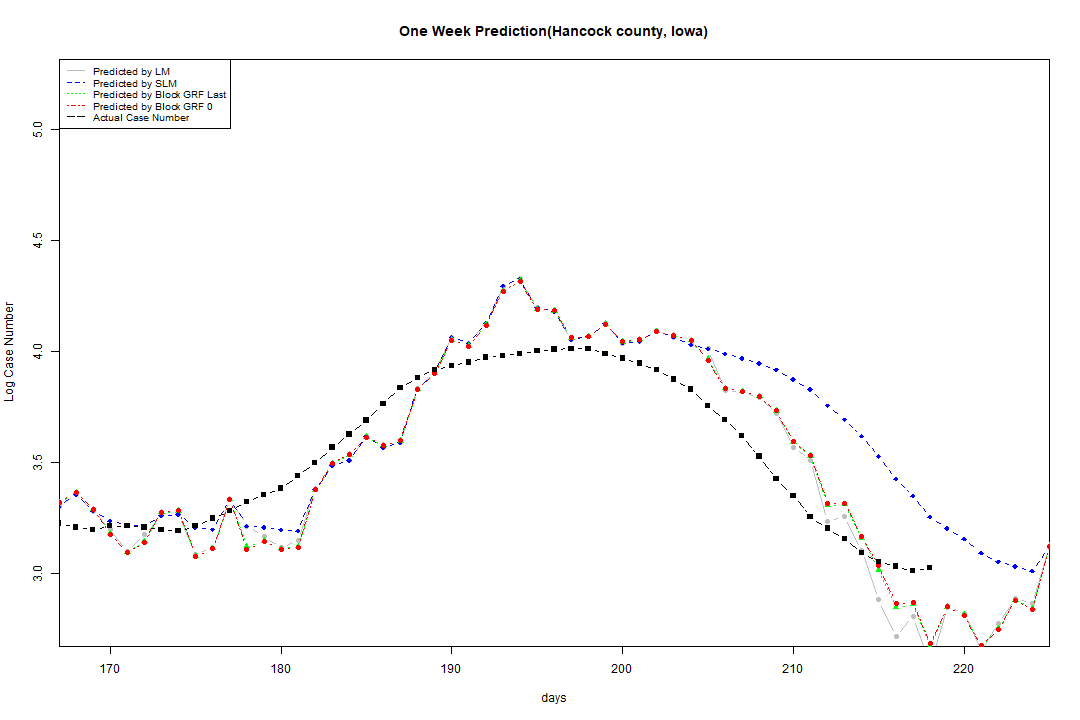 One Week Prediction(Hancock county, Iowa)
Predicted by LM
Predicted by SLM
Predicted by Block GRF Last
Predicted by Block GRF 0
Actual Case Number
5.0
4.5
4.0
3.5
3.0
Log Case Number
170 180 190 200 210 220
days